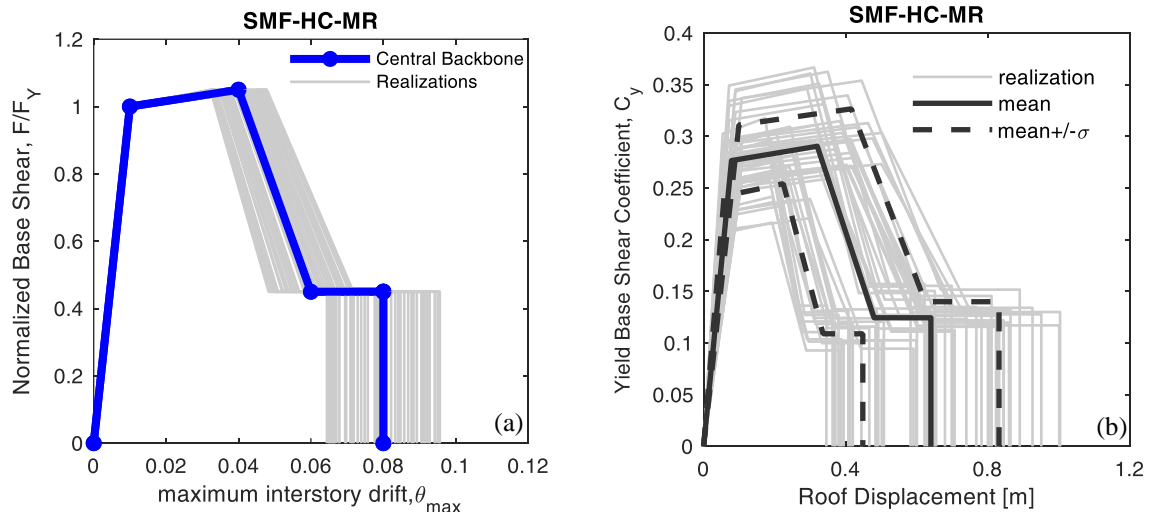 SMF-HC-MR
Normalized Base Shear, F/F_Y
1.2
1
0.8
0.6
0.4
0.2
0
Central Backbone
Realizations
(a)
0 0.02 0.04 0.06 0.08 0.1 0.12
maximum interstory drift,θ_max
SMF-HC-MR
Yield Base Shear Coefficient, C_y
0.4
0.35
0.3
0.25
0.2
0.15
0.1
0.05
0
realization
mean
mean+/-σ
(b)
0 0.4 0.8 1.2
Roof Displacement [m]